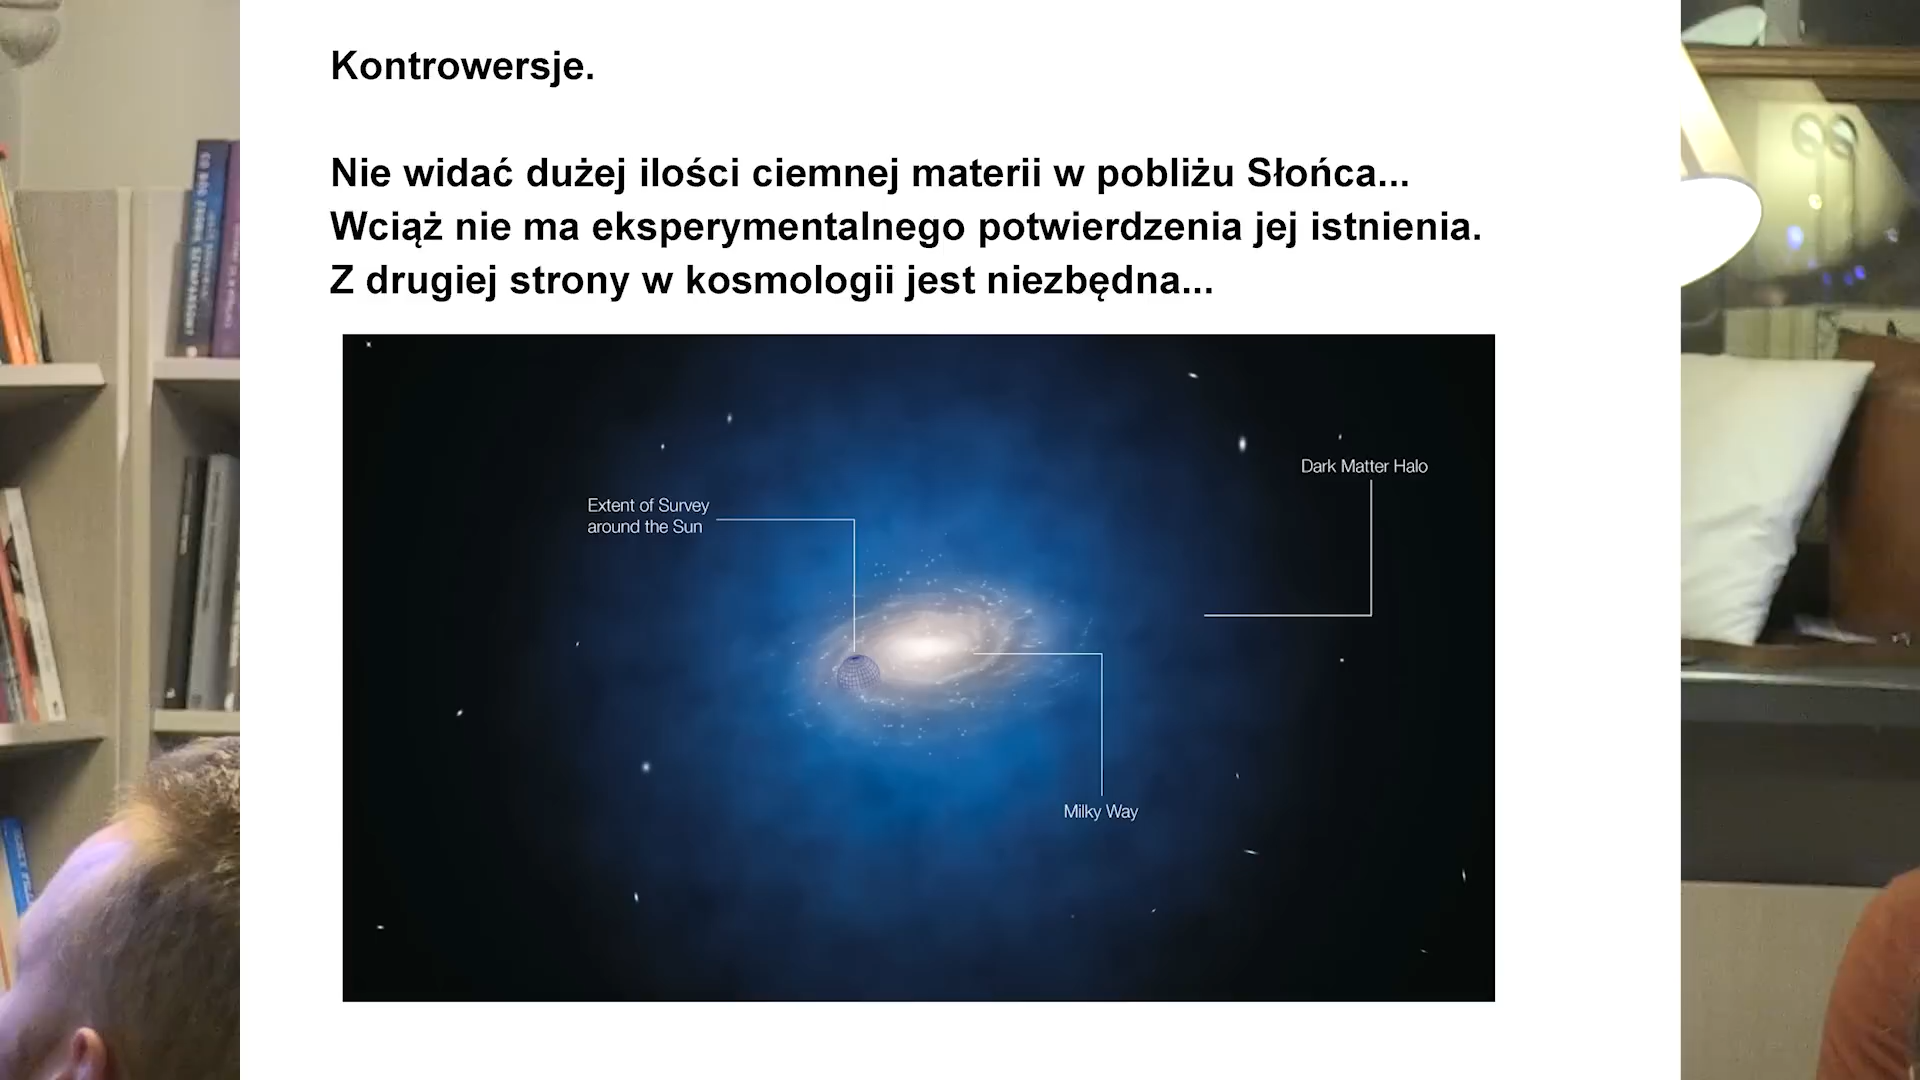 Kontrowersje.
Nie widać dużej ilości ciemnej materii w pobliżu Słońca...
Wciąż nie ma eksperymentalnego potwierdzenia jej istnienia.
Z drugiej strony w kosmologii jest niezbędna...
Dark Matter Halo
Extent of Survey
around the Sun
Milky Way